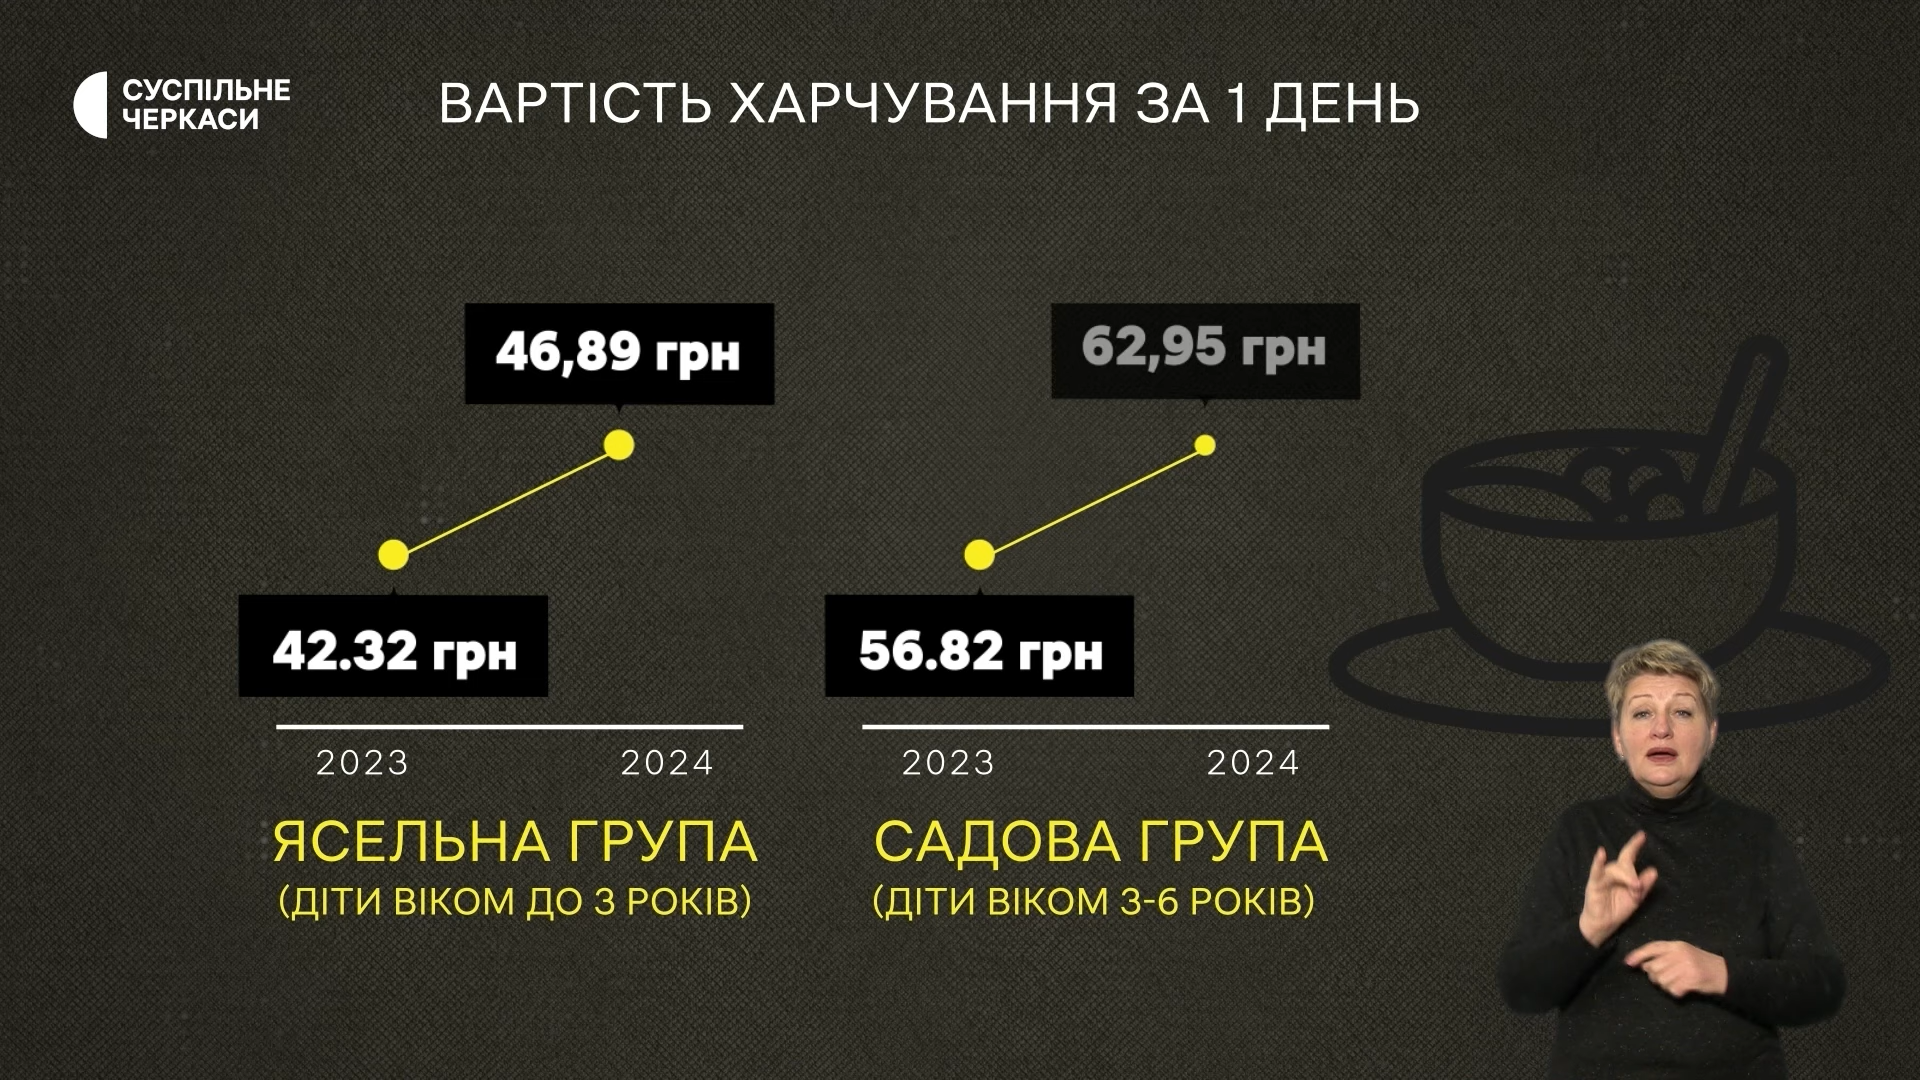 СУСПІЛЬНЕ
ЧЕРКАСИ
ВАРТІСТЬ ХАРЧУВАННЯ ЗА 1 ДЕНЬ
46,89 грн
42.32 грн
2023 2024
ЯСЕЛЬНА ГРУПА
(ДІТИ ВІКОМ ДО 3 РОКІВ)
62,95 грн
56.82 грн
2023 2024
САДОВА ГРУПА
(ДІТИ ВІКОМ 3-6 РОКІВ)